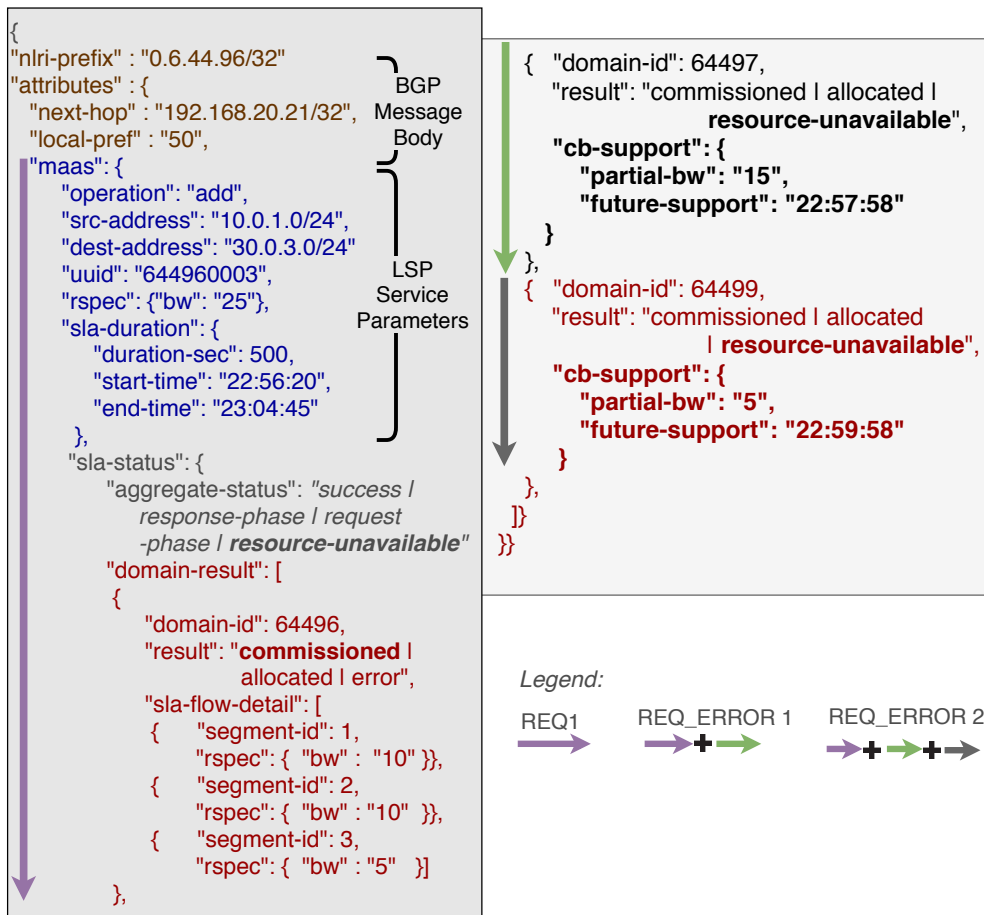 {
"nlri-prefix" : "0.6.44.96/32"
"attributes" : {
"next-hop" : "192.168.20.21/32",
"local-pref" : "50",
BGP
Message
Body
"maas": {
"operation": "add",
"src-address": "10.0.1.0/24",
"dest-address": "30.0.3.0/24"
"uuid": "644960003",
"rspec": {"bw": "25"},
"sla-duration": {
"duration-sec": 500,
"start-time": "22:56:20",
"end-time": "23:04:45"
},
LSP
Service
Parameters
"sla-status": {
"aggregate-status": "success |
response-phase | request
-phase | resource-unavailable"
"domain-result": [
{
"domain-id": 64496,
"result": "commissioned |
allocated | error",
"sla-flow-detail": [
{ "segment-id": 1,
"rspec": { "bw" : "10" }},
{ "segment-id": 2,
"rspec": { "bw" : "10" }},
{ "segment-id": 3,
"rspec": { "bw" : "5" }]
},
{ "domain-id": 64497,
"result": "commissioned | allocated |
resource-unavailable",
"cb-support": {
"partial-bw": "15",
"future-support": "22:57:58"
}
},
{ "domain-id": 64499,
"result": "commissioned | allocated
| resource-unavailable",
"cb-support": {
"partial-bw": "5",
"future-support": "22:59:58"
}
},
]}
}}
Legend:
REQ1 REQ_ERROR 1 REQ_ERROR 2